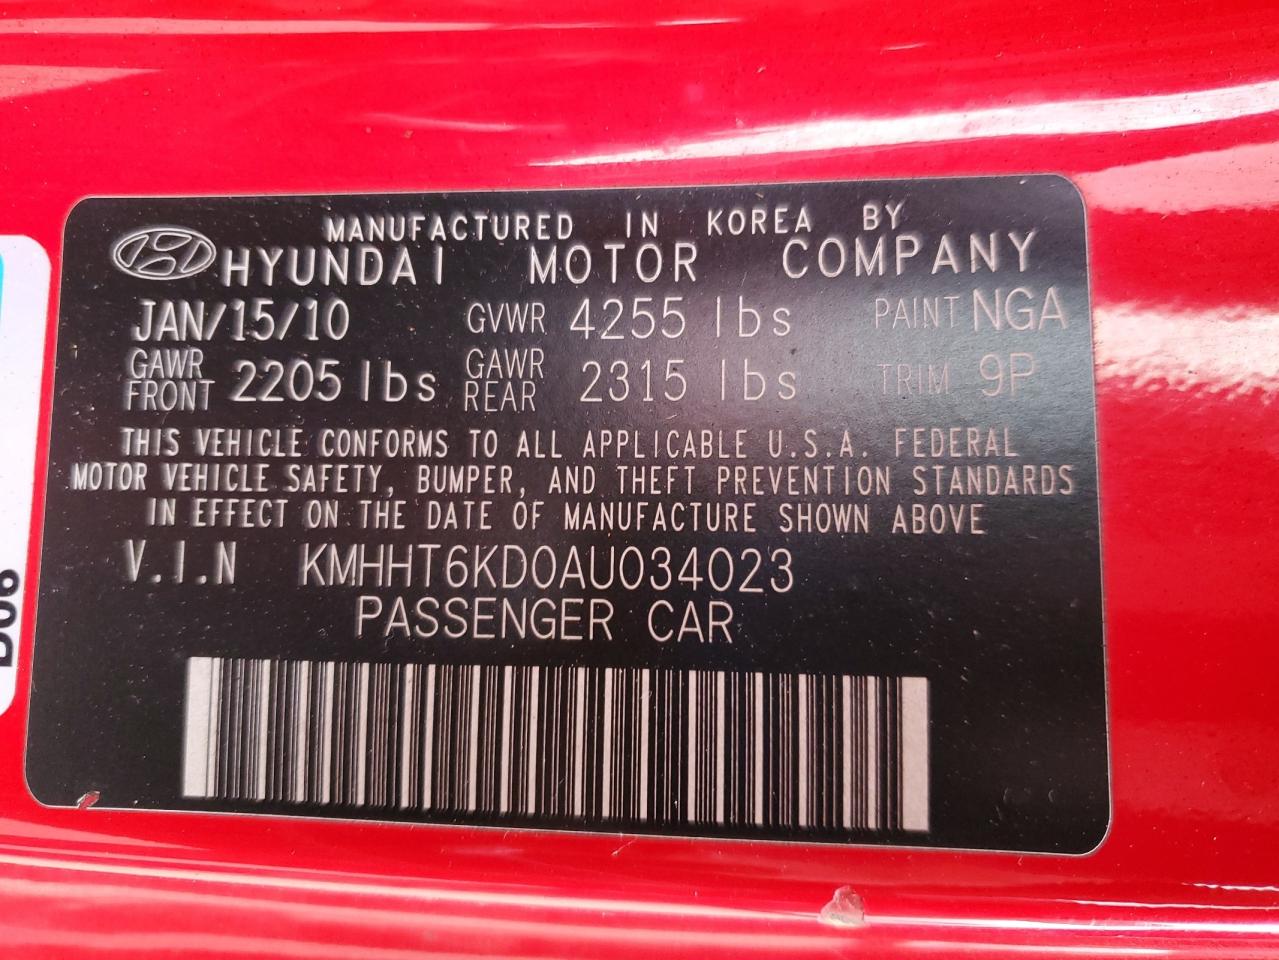 MANUFACTURED IN KOREA BY
HYUNDAI MOTOR COMPANY
JAN/15/10 GVWR 4255 lbs PAINT NGA
GAWR FRONT 2205 lbs GAWR REAR 2315 lbs TRIM 9P
THIS VEHICLE CONFORMS TO ALL APPLICABLE U.S.A. FEDERAL
MOTOR VEHICLE SAFETY, BUMPER, AND THEFT PREVENTION STANDARDS
IN EFFECT ON THE DATE OF MANUFACTURE SHOWN ABOVE
V.I.N KMHHT6KD0AU034023
PASSENGER CAR